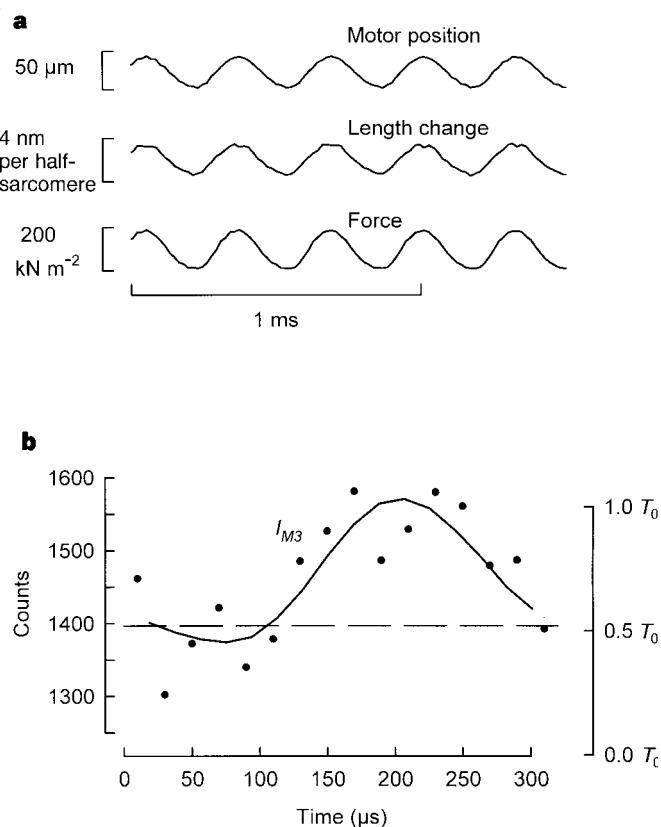 a
Motor position
50 μm
Length change
4 nm
per half-
sarcomere
Force
200
kN m⁻²
1 ms
b
1600
1500
1400
1300
Counts
I_M3
1.0 T₀
0.5 T₀
0.0 T₀
0 50 100 150 200 250 300
Time (μs)